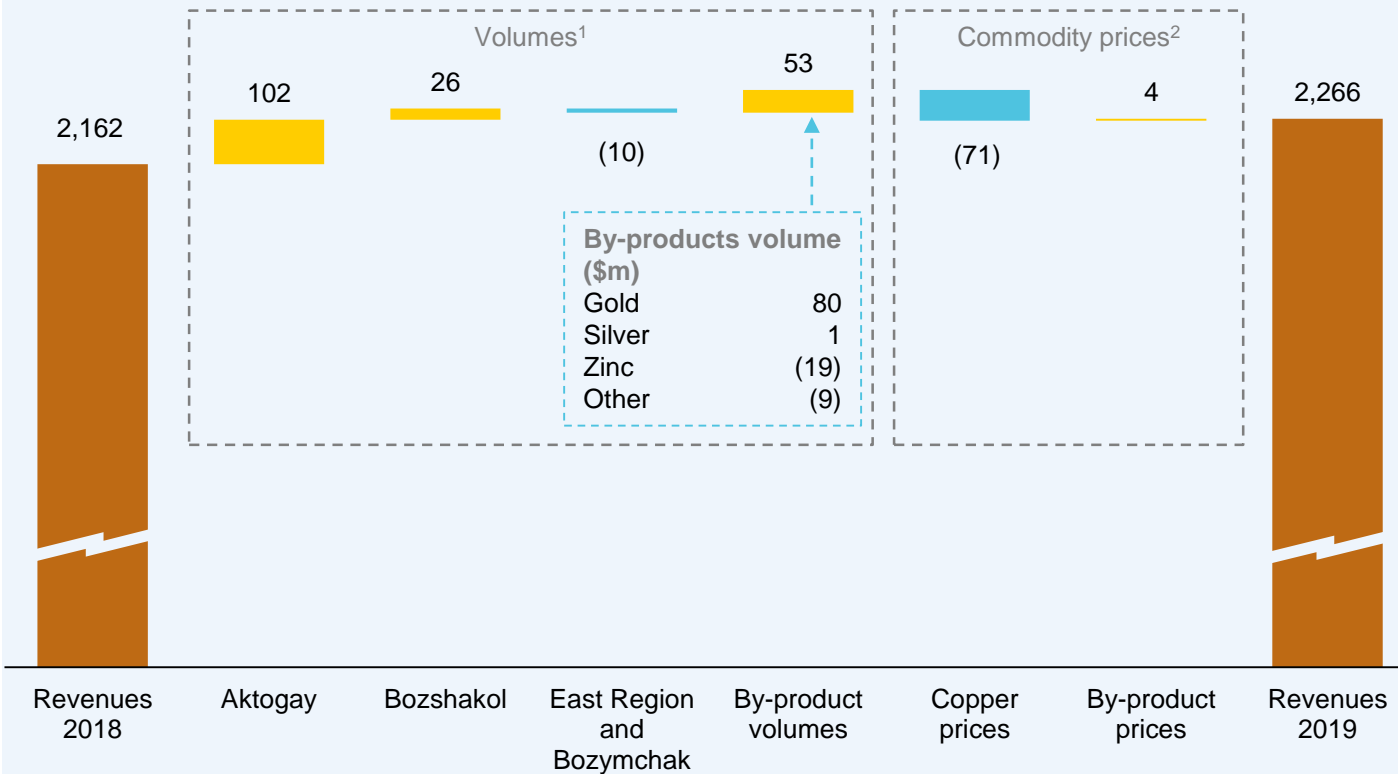 Volumes¹
Commodity prices²
2,162
102
26
(10)
53
(71)
4
2,266
By-products volume
($m)
Gold 80
Silver 1
Zinc (19)
Other (9)
Revenues
2018
Aktogay
Bozshakol
East Region
and
Bozymchak
By-product
volumes
Copper
prices
By-product
prices
Revenues
2019